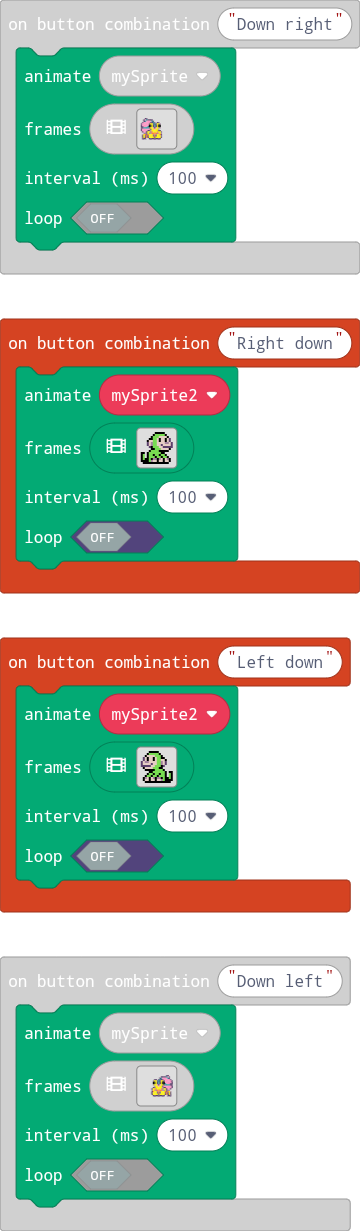 on button combination "Down right"
animate mySprite
frames
interval (ms) 100
loop OFF
on button combination "Right down"
animate mySprite2
frames
interval (ms) 100
loop OFF
on button combination "Left down"
animate mySprite2
frames
interval (ms) 100
loop OFF
on button combination "Down left"
animate mySprite
frames
interval (ms) 100
loop OFF